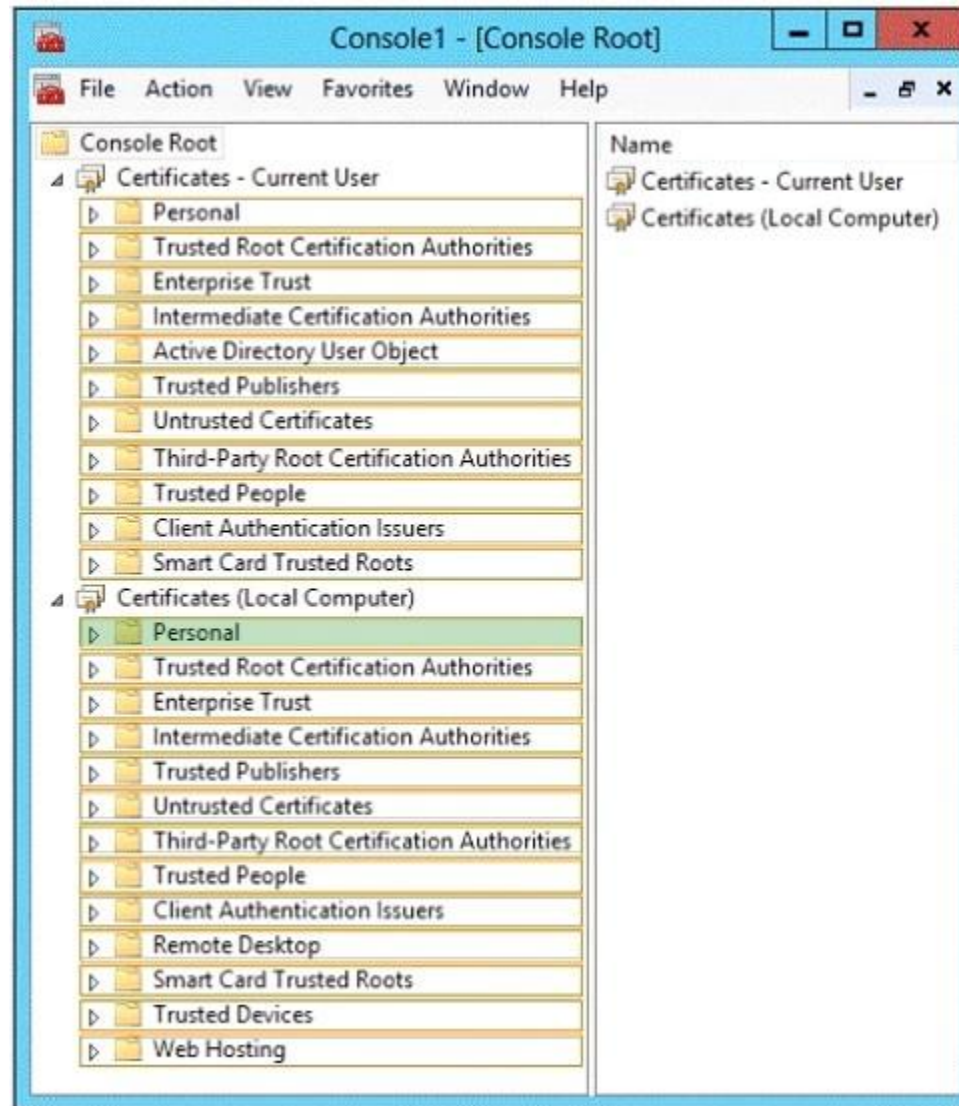 Console1 - [Console Root]
File Action View Favorites Window Help
Console Root
Certificates - Current User
Personal
Trusted Root Certification Authorities
Enterprise Trust
Intermediate Certification Authorities
Active Directory User Object
Trusted Publishers
Untrusted Certificates
Third-Party Root Certification Authorities
Trusted People
Client Authentication Issuers
Smart Card Trusted Roots
Certificates (Local Computer)
Personal
Trusted Root Certification Authorities
Enterprise Trust
Intermediate Certification Authorities
Trusted Publishers
Untrusted Certificates
Third-Party Root Certification Authorities
Trusted People
Client Authentication Issuers
Remote Desktop
Smart Card Trusted Roots
Trusted Devices
Web Hosting
Name
Certificates - Current User
Certificates (Local Computer)